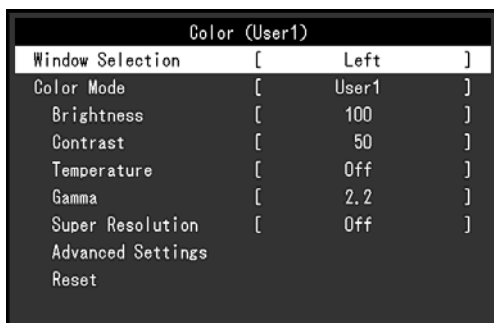 Color (User1)
Window Selection [ Left ]
Color Mode [ User1 ]
Brightness [ 100 ]
Contrast [ 50 ]
Temperature [ Off ]
Gamma [ 2.2 ]
Super Resolution [ Off ]
Advanced Settings
Reset